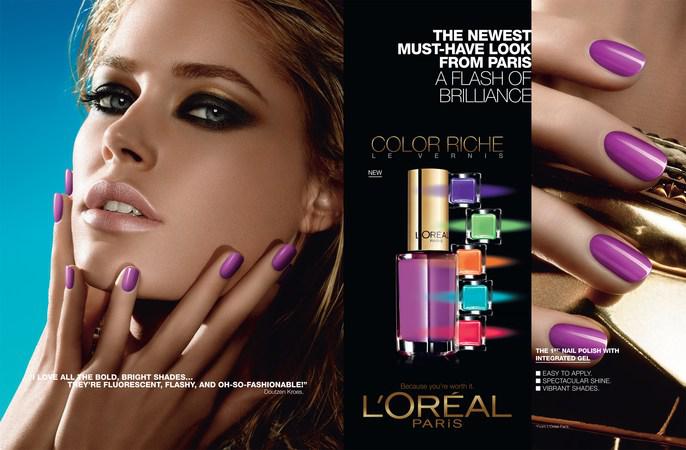 "I LOVE ALL THE BOLD, BRIGHT SHADES...
THEY'RE FLUORESCENT, FLASHY, AND OH-SO-FASHIONABLE!"
Doutzen Kroes.
THE NEWEST
MUST-HAVE LOOK
FROM PARIS
A FLASH OF
BRILLIANCE
COLOR RICHE
LE VERNIS
NEW
L'ORÉAL
PARIS
Because you're worth it.
L'ORÉAL
PARIS
THE 1ST NAIL POLISH WITH
INTEGRATED GEL
EASY TO APPLY.
SPECTACULAR SHINE.
VIBRANT SHADES.